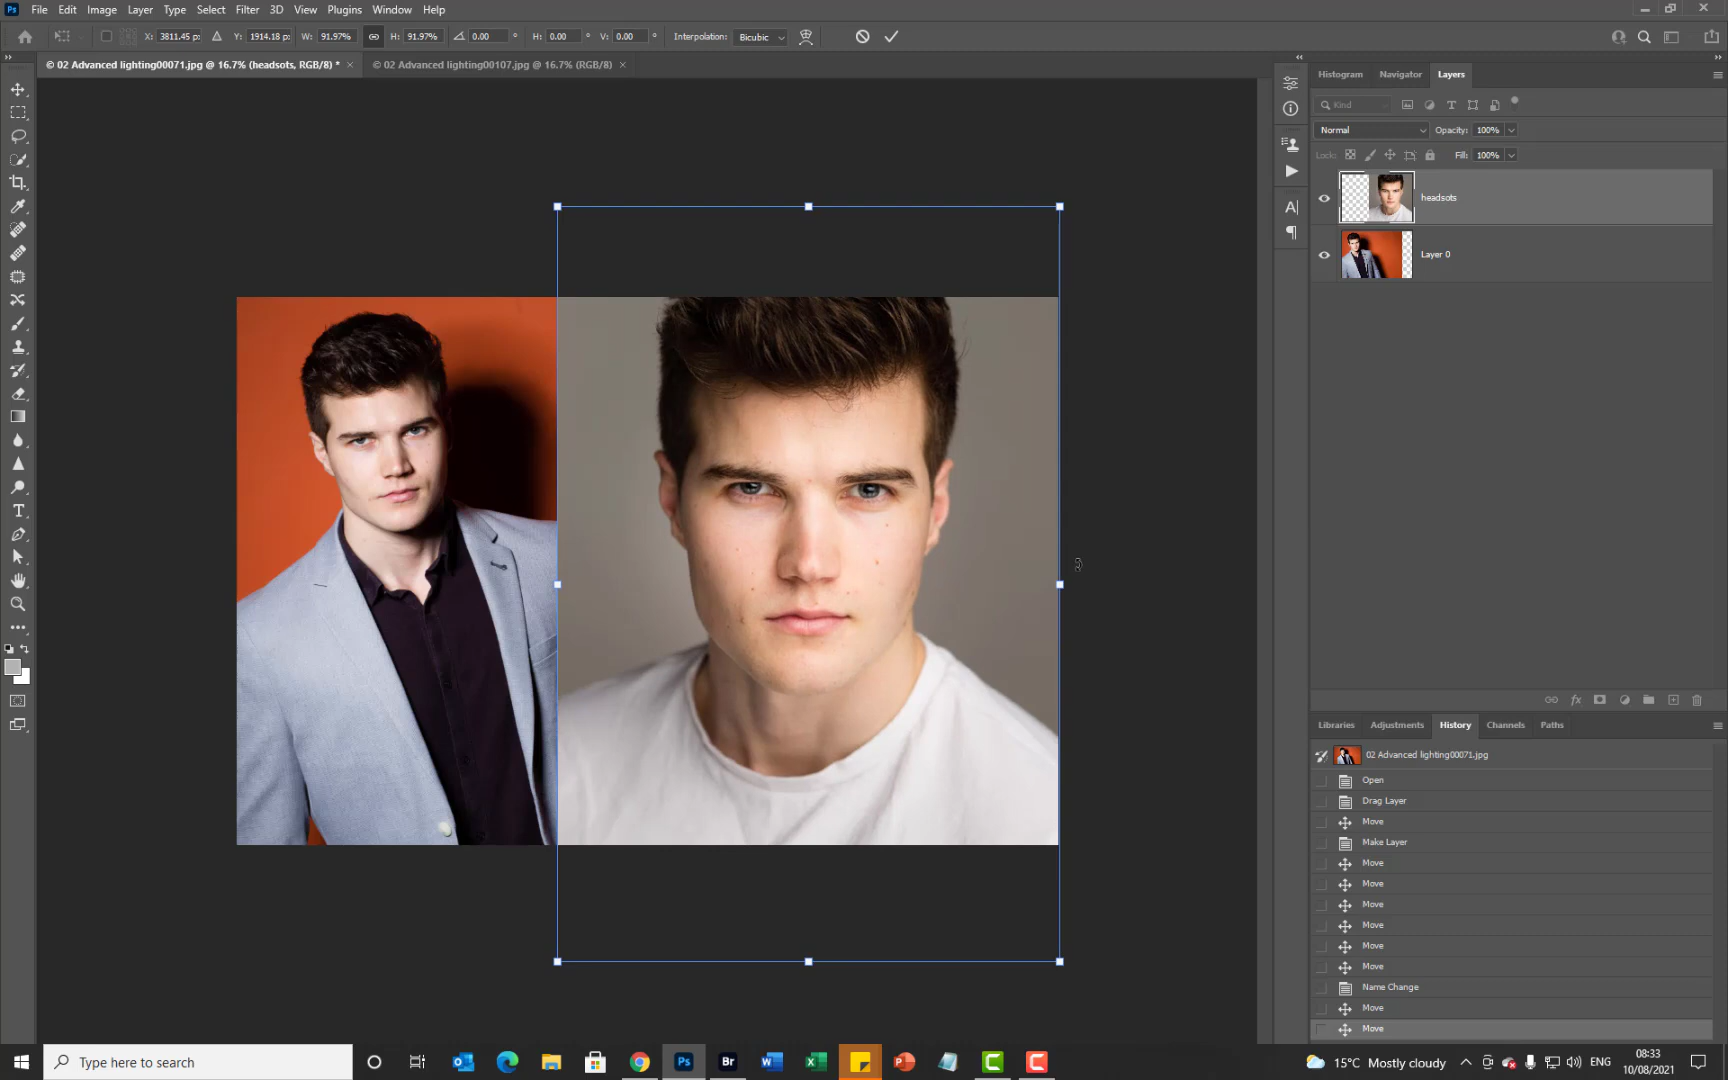 Ps File Edit Image Layer Type Select Filter 3D View Plugins Window Help
X: 3811.45 p: Y: 1914.18 p: W: 91.97% H: 91.97% 0.00 ° H: 0.00 ° V: 0.00 ° Interpolation: Bicubic
© 02 Advanced lighting00071.jpg @ 16.7% (headsots, RGB/8) * × © 02 Advanced lighting00107.jpg @ 16.7% (RGB/8) ×
Histogram Navigator Layers
Kind
Normal Opacity: 100%
Lock: Fill: 100%
headsots
Layer 0
Libraries Adjustments History Channels Paths
02 Advanced lighting00071.jpg
Open
Drag Layer
Move
Make Layer
Move
Move
Move
Move
Move
Move
Name Change
Move
Move
Type here to search
Ps Br
15°C Mostly cloudy ENG
08:33
10/08/2021